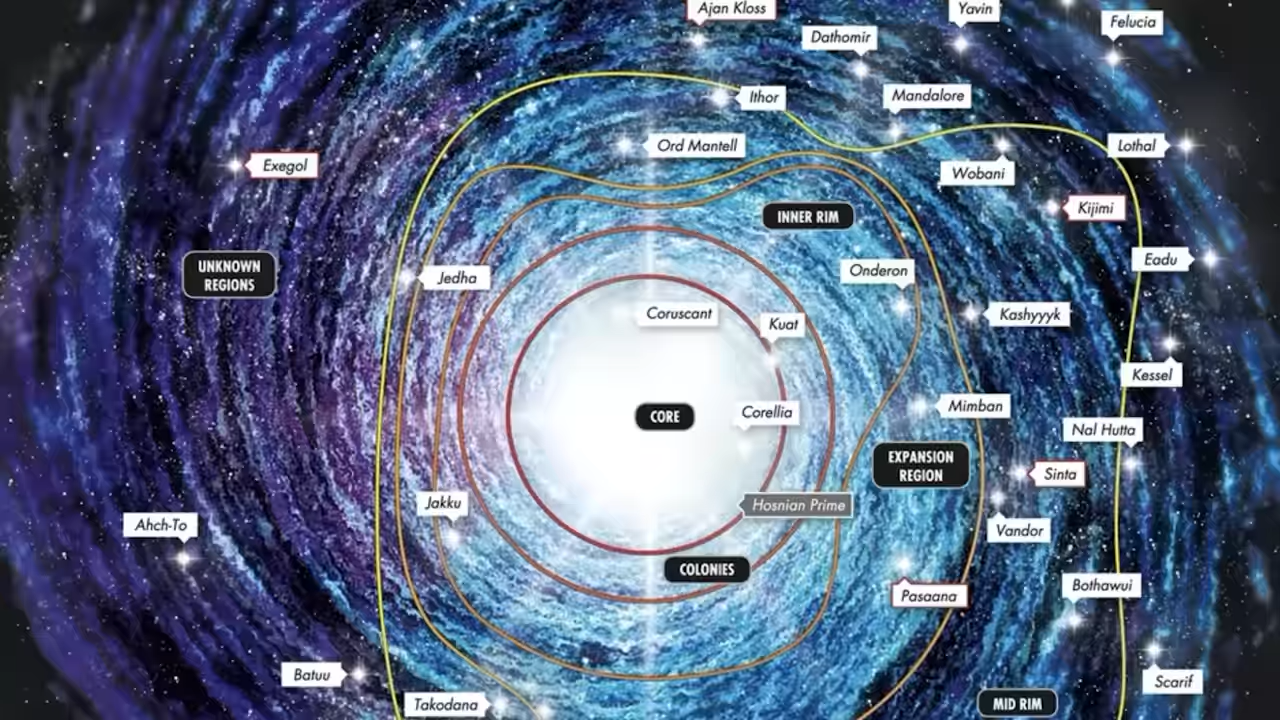 Ajan Kloss
Yavin
Felucia
Dathomir
Ithor
Mandalore
Ord Mantell
Lothal
Exegol
Wobani
Kijimi
INNER RIM
UNKNOWN
REGIONS
Jedha
Onderon
Eadu
Coruscant
Kuat
Kashyyyk
Kessel
CORE
Corellia
Mimban
Nal Hutta
EXPANSION
REGION
Sinta
Jakku
Hosnian Prime
Ahch-To
Vandor
COLONIES
Pasaana
Bothawui
Batuu
Takodana
Scarif
MID RIM